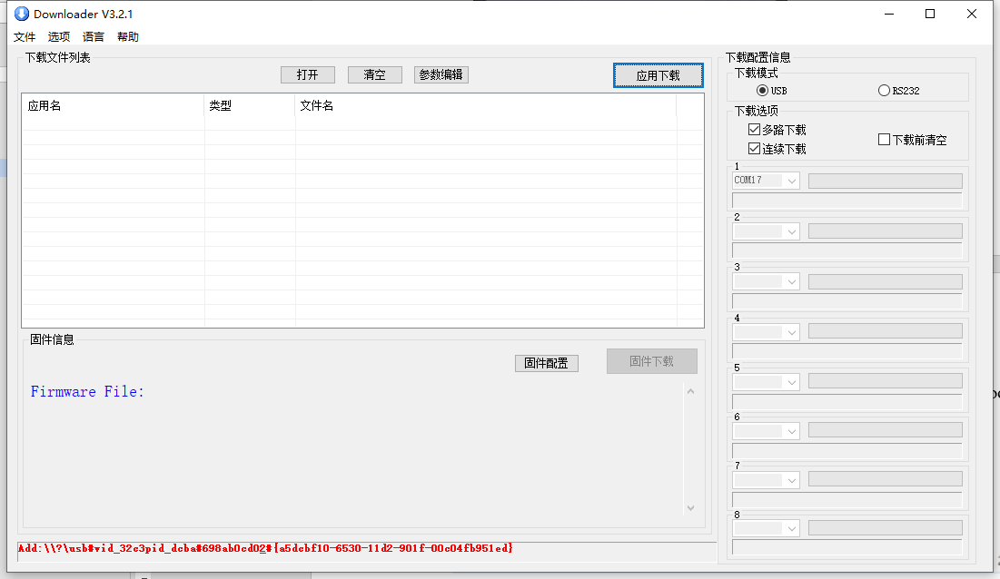 Downloader V3.2.1
文件 选项 语言 帮助
下载文件列表
打开 清空 参数编辑 应用下载
应用名 类型 文件名
固件信息
固件配置 固件下载
Firmware File:
Add:\\?\usb#vid_32c3pid_dcba#698ab0cd02#{a5dcbf10-6530-11d2-901f-00c04fb951ed}
下载配置信息
下载模式
USB RS232
下载选项
多路下载
连续下载
下载前清空
1
COM17
2
3
4
5
6
7
8